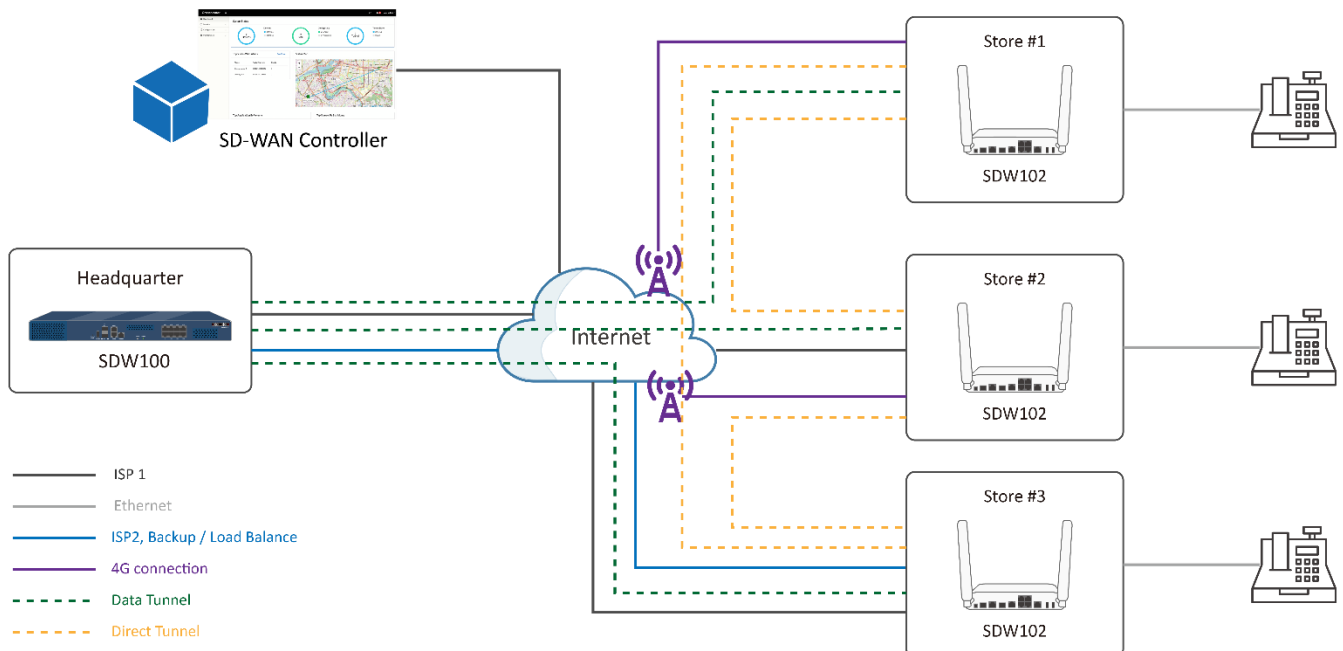 SD-WAN Controller
Headquarter
SDW100
Internet
Store #1
SDW102
Store #2
SDW102
Store #3
SDW102
ISP 1
Ethernet
ISP2, Backup / Load Balance
4G connection
Data Tunnel
Direct Tunnel